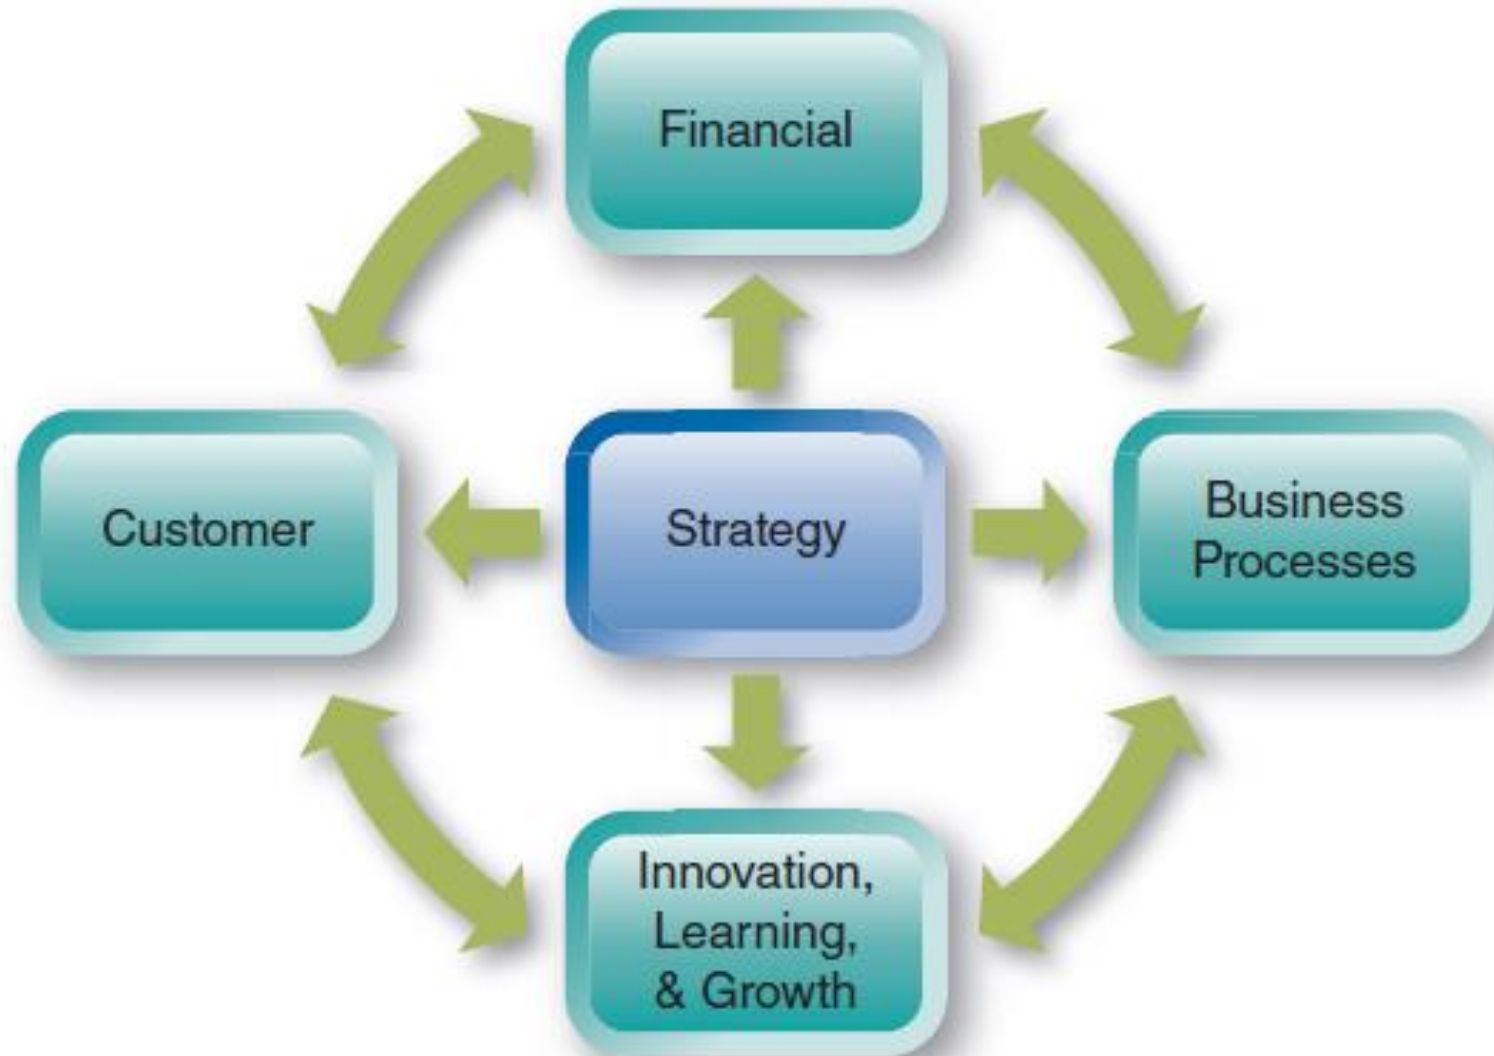 Financial
Customer
Strategy
Business
Processes
Innovation,
Learning,
& Growth